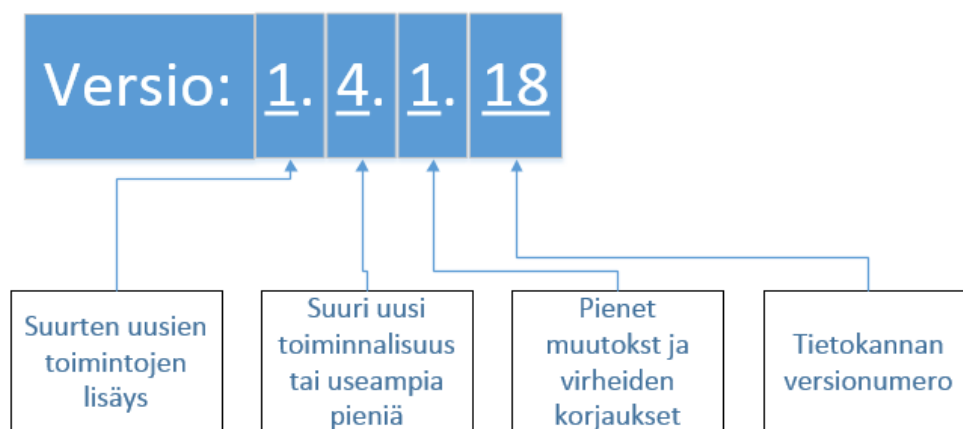 Versio: 1. 4. 1. 18
Suurten uusien
toimintojen
lisäys
Suuri uusi
toiminnalisuus
tai useampia
pieniä
Pienet
muutokst ja
virheiden
korjaukset
Tietokannan
versionumero